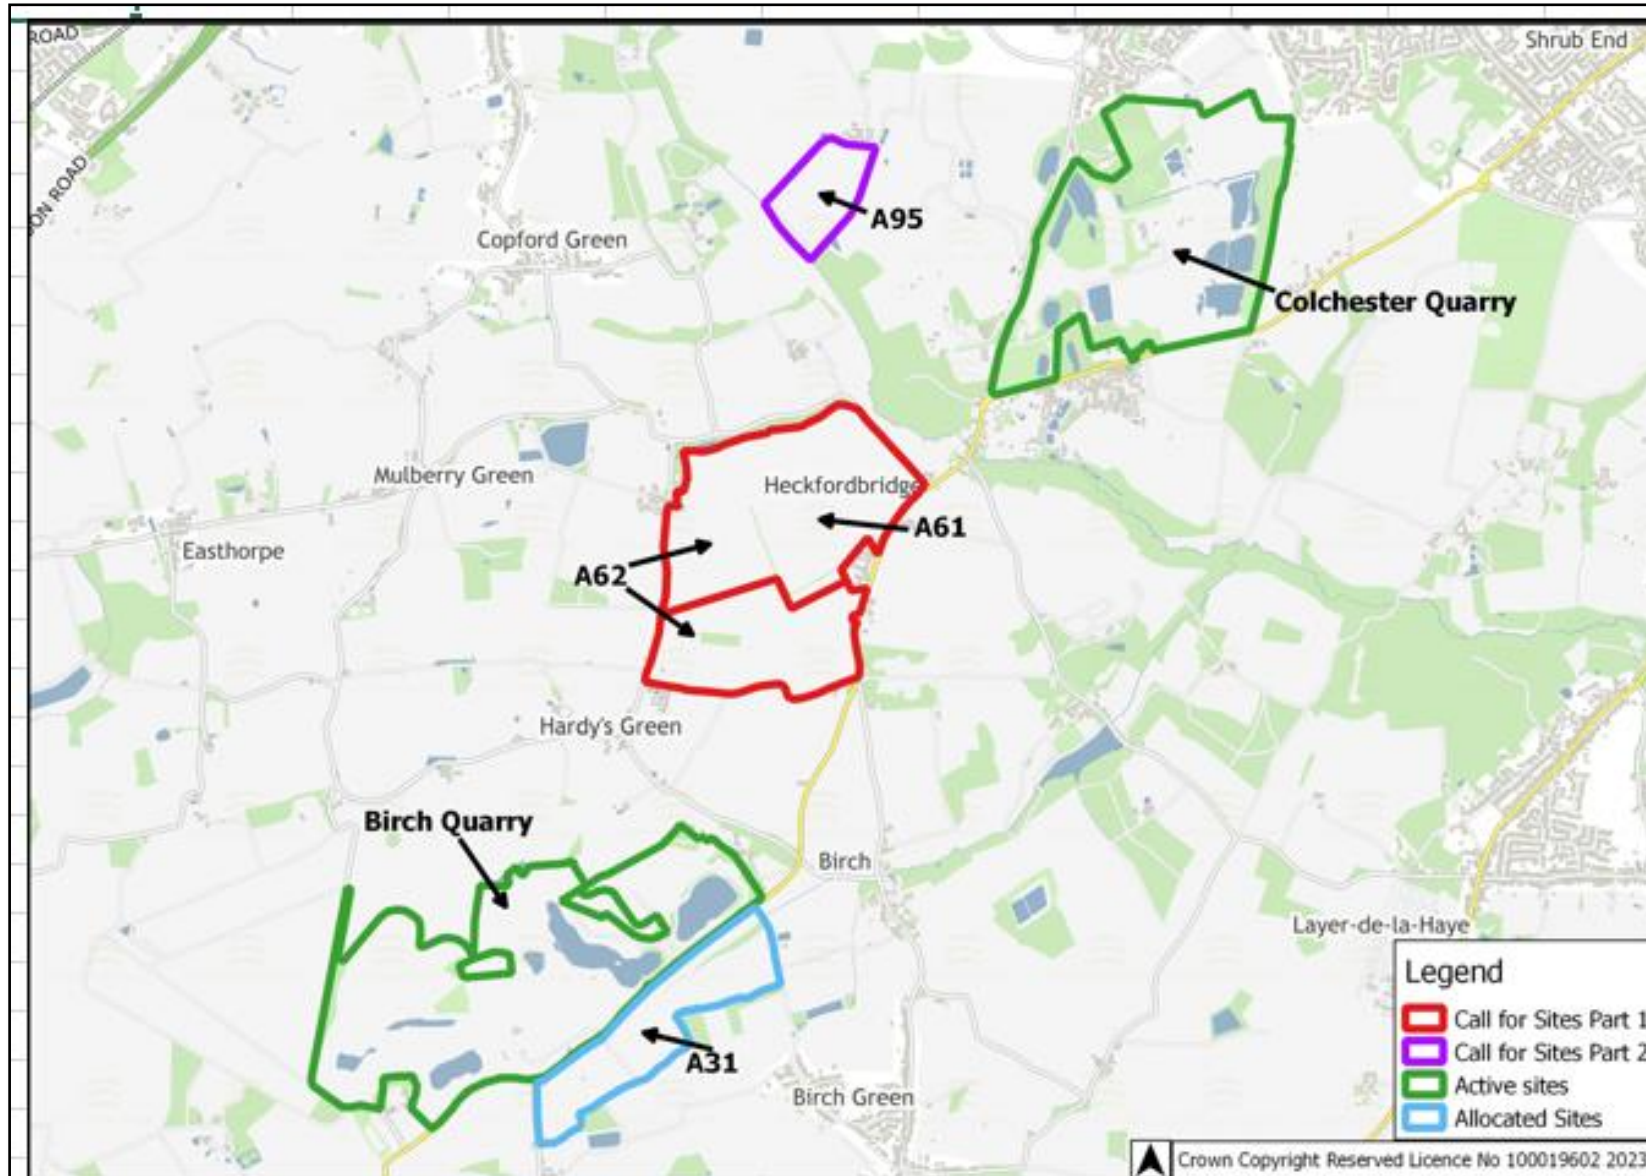 ROAD
Shrub End
ON ROAD
A95
Copford Green
Colchester Quarry
Mulberry Green
Heckfordbridge
A61
Easthorpe
A62
Hardy's Green
Birch Quarry
Birch
Layer-de-la-Haye
A31
Birch Green
Legend
Call for Sites Part 1
Call for Sites Part 2
Active sites
Allocated Sites
Crown Copyright Reserved Licence No 100019602 2023